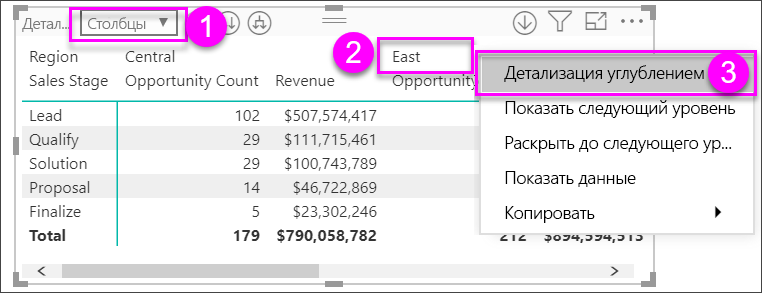 Детал... Столбцы 1
2
3
Region Central East
Sales Stage Opportunity Count Revenue Opportunity
Lead 102 $507,574,417
Qualify 29 $111,715,461
Solution 29 $100,743,789
Proposal 14 $46,722,869
Finalize 5 $23,302,246
Total 179 $790,058,782 212 $894,594,513
Детализация углублением
Показать следующий уровень
Раскрыть до следующего ур...
Показать данные
Копировать